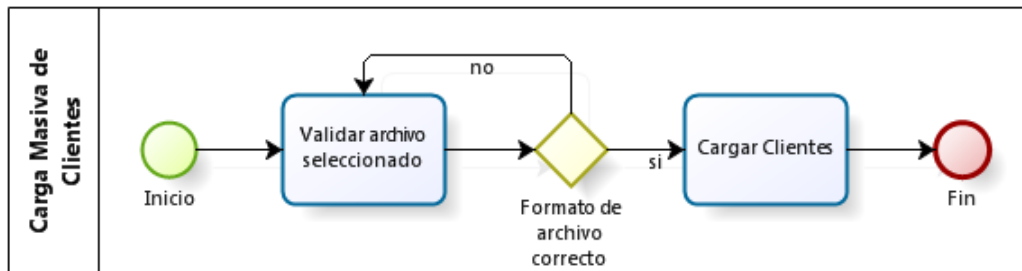 Carga Masiva de
Clientes
Inicio
Validar archivo
seleccionado
no
Formato de
archivo
correcto
si
Cargar Clientes
Fin